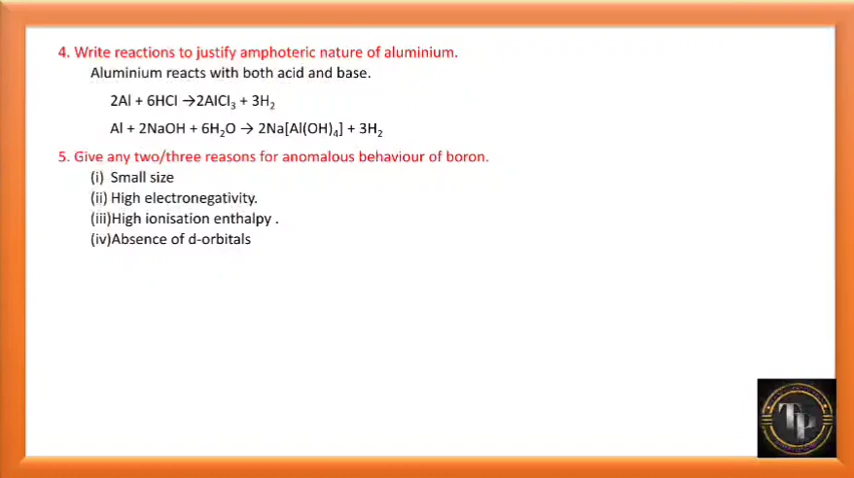 4. Write reactions to justify amphoteric nature of aluminium.
Aluminium reacts with both acid and base.
2Al + 6HCl →2AlCl₃ + 3H₂
Al + 2NaOH + 6H₂O → 2Na[Al(OH)₄] + 3H₂
5. Give any two/three reasons for anomalous behaviour of boron.
(i) Small size
(ii) High electronegativity.
(iii)High ionisation enthalpy .
(iv)Absence of d-orbitals
TP